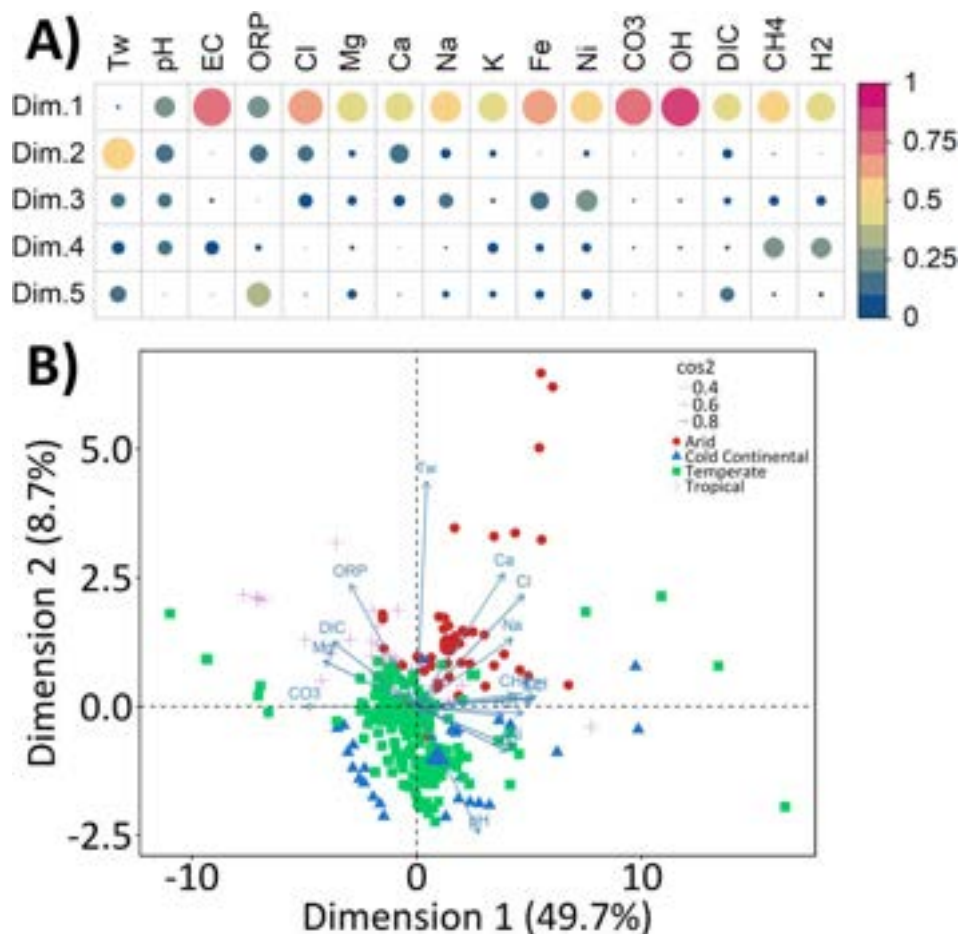 A)
Tw pH EC ORP Cl Mg Ca Na K Fe Ni CO3 OH DIC CH4 H2
Dim.1
Dim.2
Dim.3
Dim.4
Dim.5
1
0.75
0.5
0.25
0
B)
cos2
0.4
0.6
0.8
Arid
Cold Continental
Temperate
Tropical
5.0
2.5
0.0
-2.5
Tw
ORP
Ca
Cl
DIC
Na
Mg
CO3
pH
-10 0 10
Dimension 1 (49.7%)
Dimension 2 (8.7%)